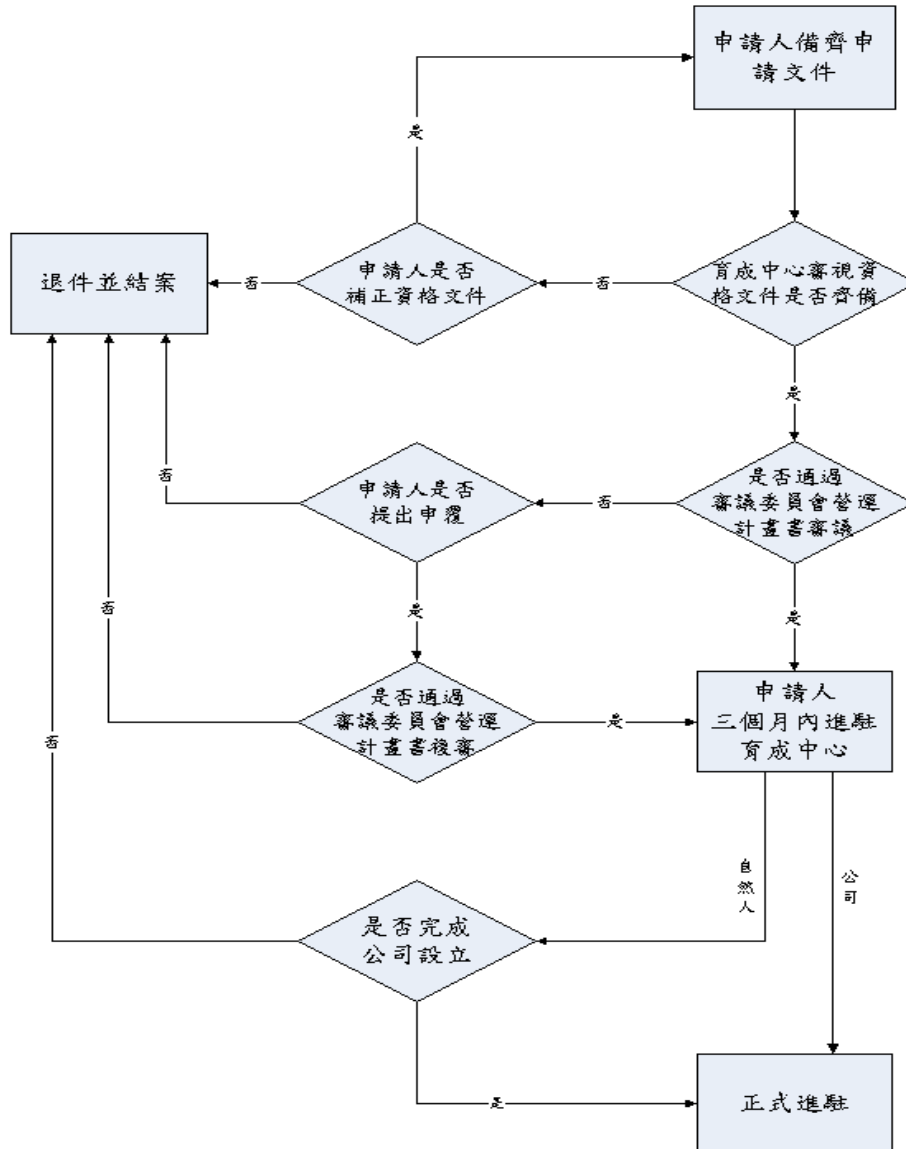 申請人備齊申
請文件
是
退件並結案
否
申請人是否
補正資格文件
否
育成中心審視資
格文件是否齊備
是
否
申請人是否
提出申覆
否
是否通過
審議委員會營運
計畫書審議
否
是
是
是否通過
審議委員會營運
計畫書復審
是
申請人
三個月內進駐
育成中心
否
自然人
公司
是否完成
公司設立
是
正式進駐